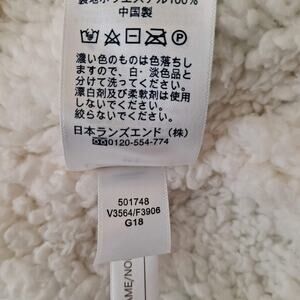 裏地ポリエステル100%
中国製
濃い色のものは色落ちし
ますので、白・淡色品と
分けて洗ってください。
漂白剤及び柔軟剤は使用
しないでください。
絞らないでください。
日本ランズエンド（株）
0120-554-774
501748
V3564/F3906
G18
AME/NO